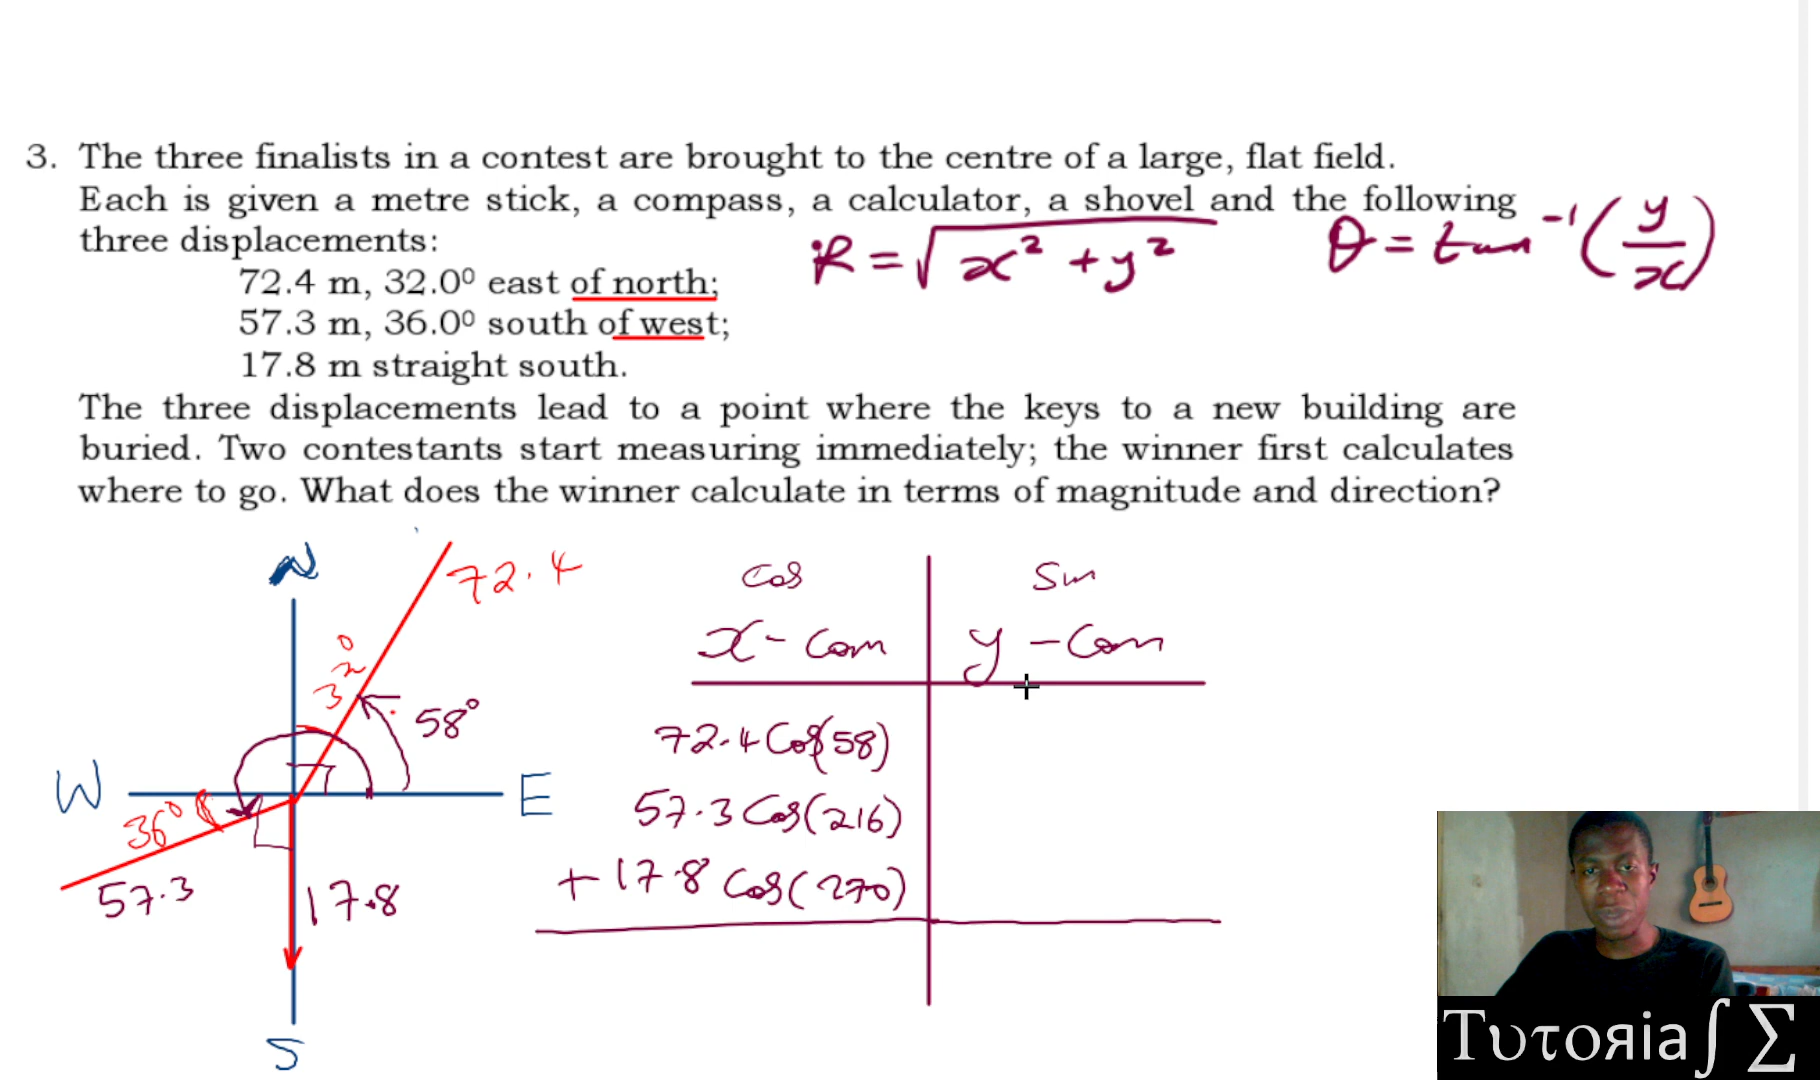 3. The three finalists in a contest are brought to the centre of a large, flat field.
Each is given a metre stick, a compass, a calculator, a shovel and the following
three displacements:
R = √x² + y²
θ = tan⁻¹(y/x)
72.4 m, 32.0⁰ east of north;
57.3 m, 36.0⁰ south of west;
17.8 m straight south.
The three displacements lead to a point where the keys to a new building are
buried. Two contestants start measuring immediately; the winner first calculates
where to go. What does the winner calculate in terms of magnitude and direction?
N
72.4
32°
58°
W
E
36°
57.3
17.8
S
Cos
Sin
x - Com
y - Com
72.4 Cos(58)
57.3 Cos(216)
+ 17.8 Cos(270)
TυτoЯia∫ Σ